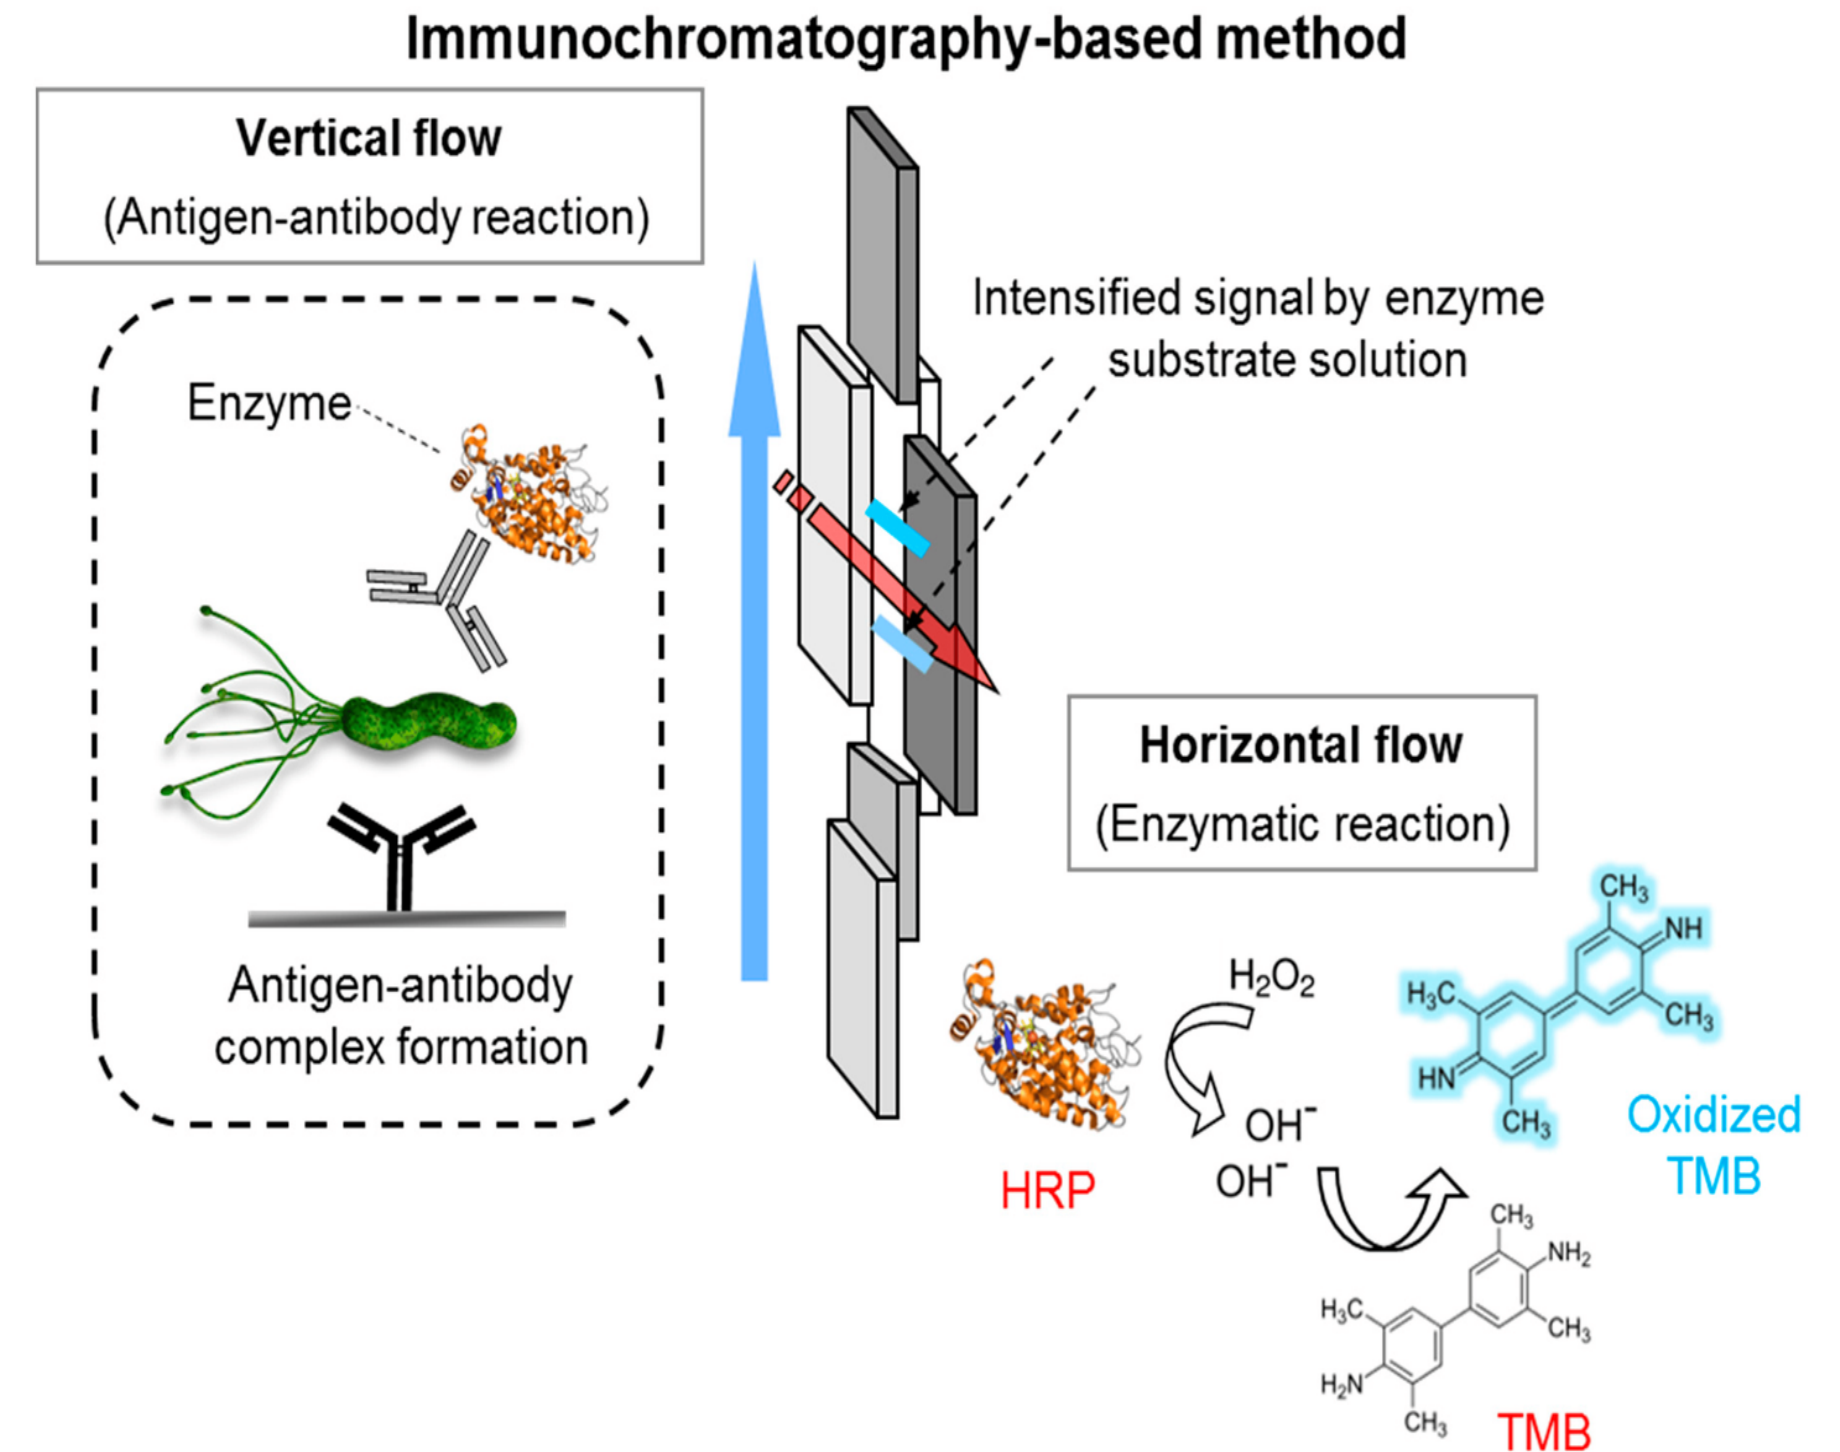 Immunochromatography-based method
Vertical flow
(Antigen-antibody reaction)
Intensified signal by enzyme
substrate solution
Enzyme
Antigen-antibody
complex formation
Horizontal flow
(Enzymatic reaction)
HRP
H₂O₂
OH⁻
OH⁻
CH₃
NH
H₃C
CH₃
HN
CH₃
Oxidized
TMB
CH₃
NH₂
H₃C
CH₃
H₂N
CH₃
TMB